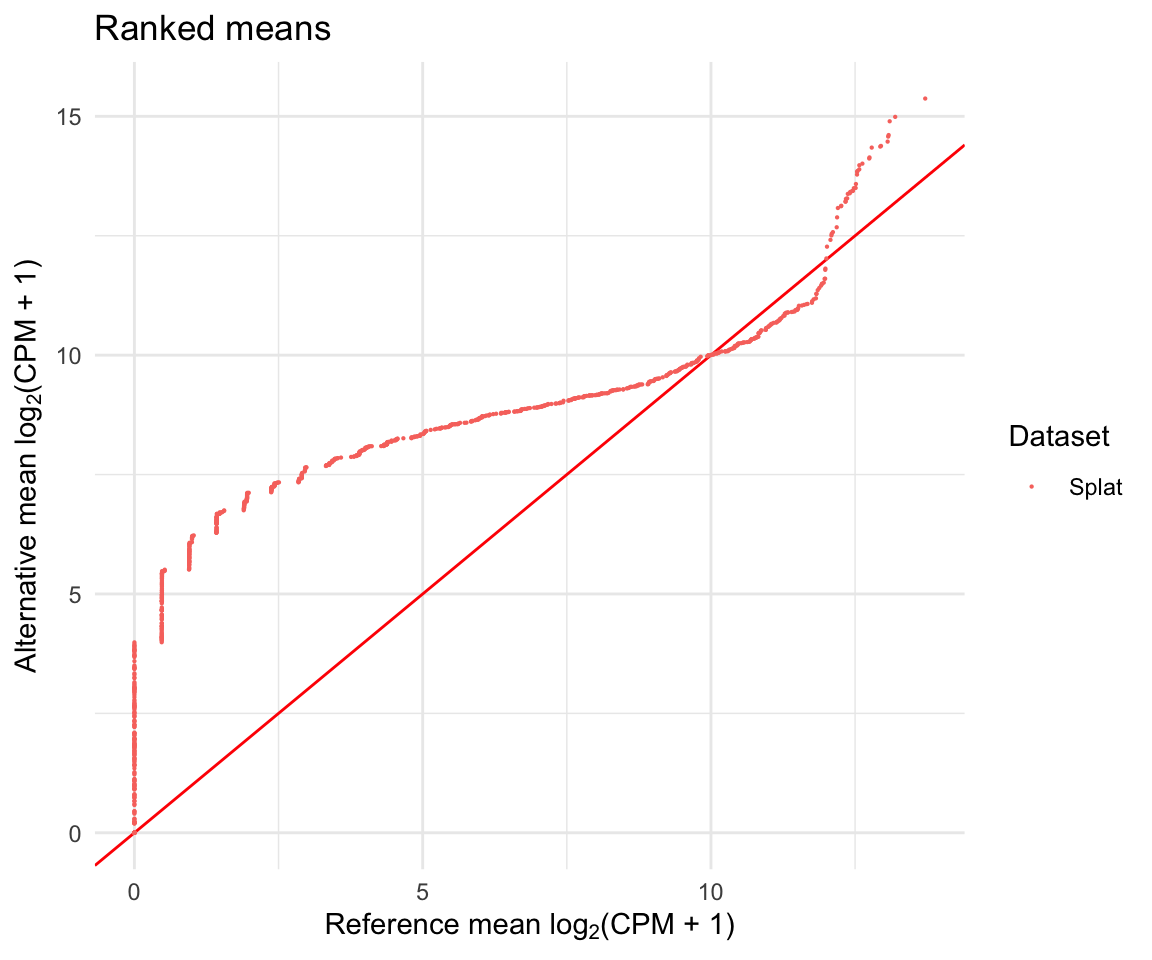 Ranked means
15
10
5
0
Alternative mean log₂(CPM + 1)
0 5 10
Reference mean log₂(CPM + 1)
Dataset
Splat